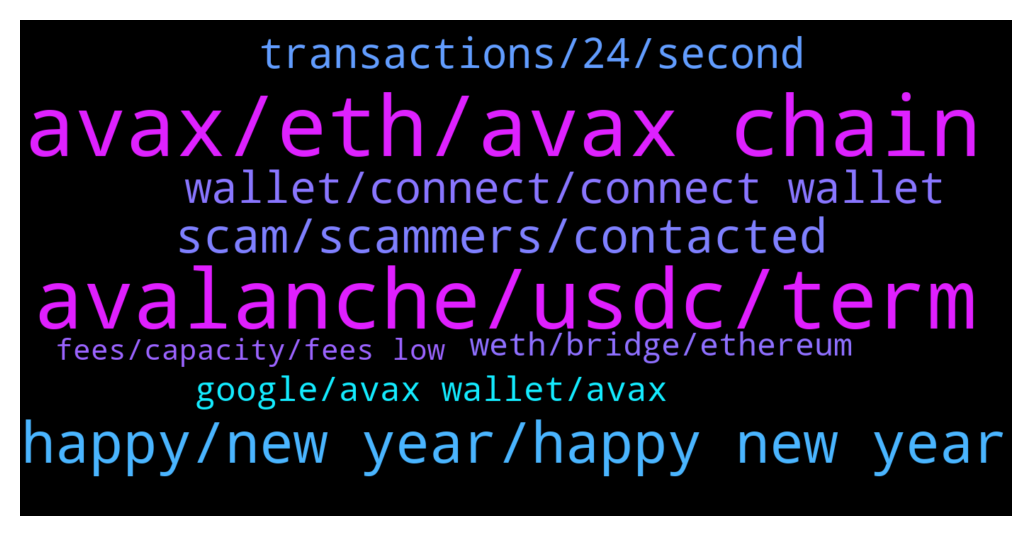 transactions/24/second
avax/eth/avax chain
wallet/connect/connect wallet
scam/scammers/contacted
avalanche/usdc/term
fees/capacity/fees low
weth/bridge/ethereum
google/avax wallet/avax
happy/new year/happy new year